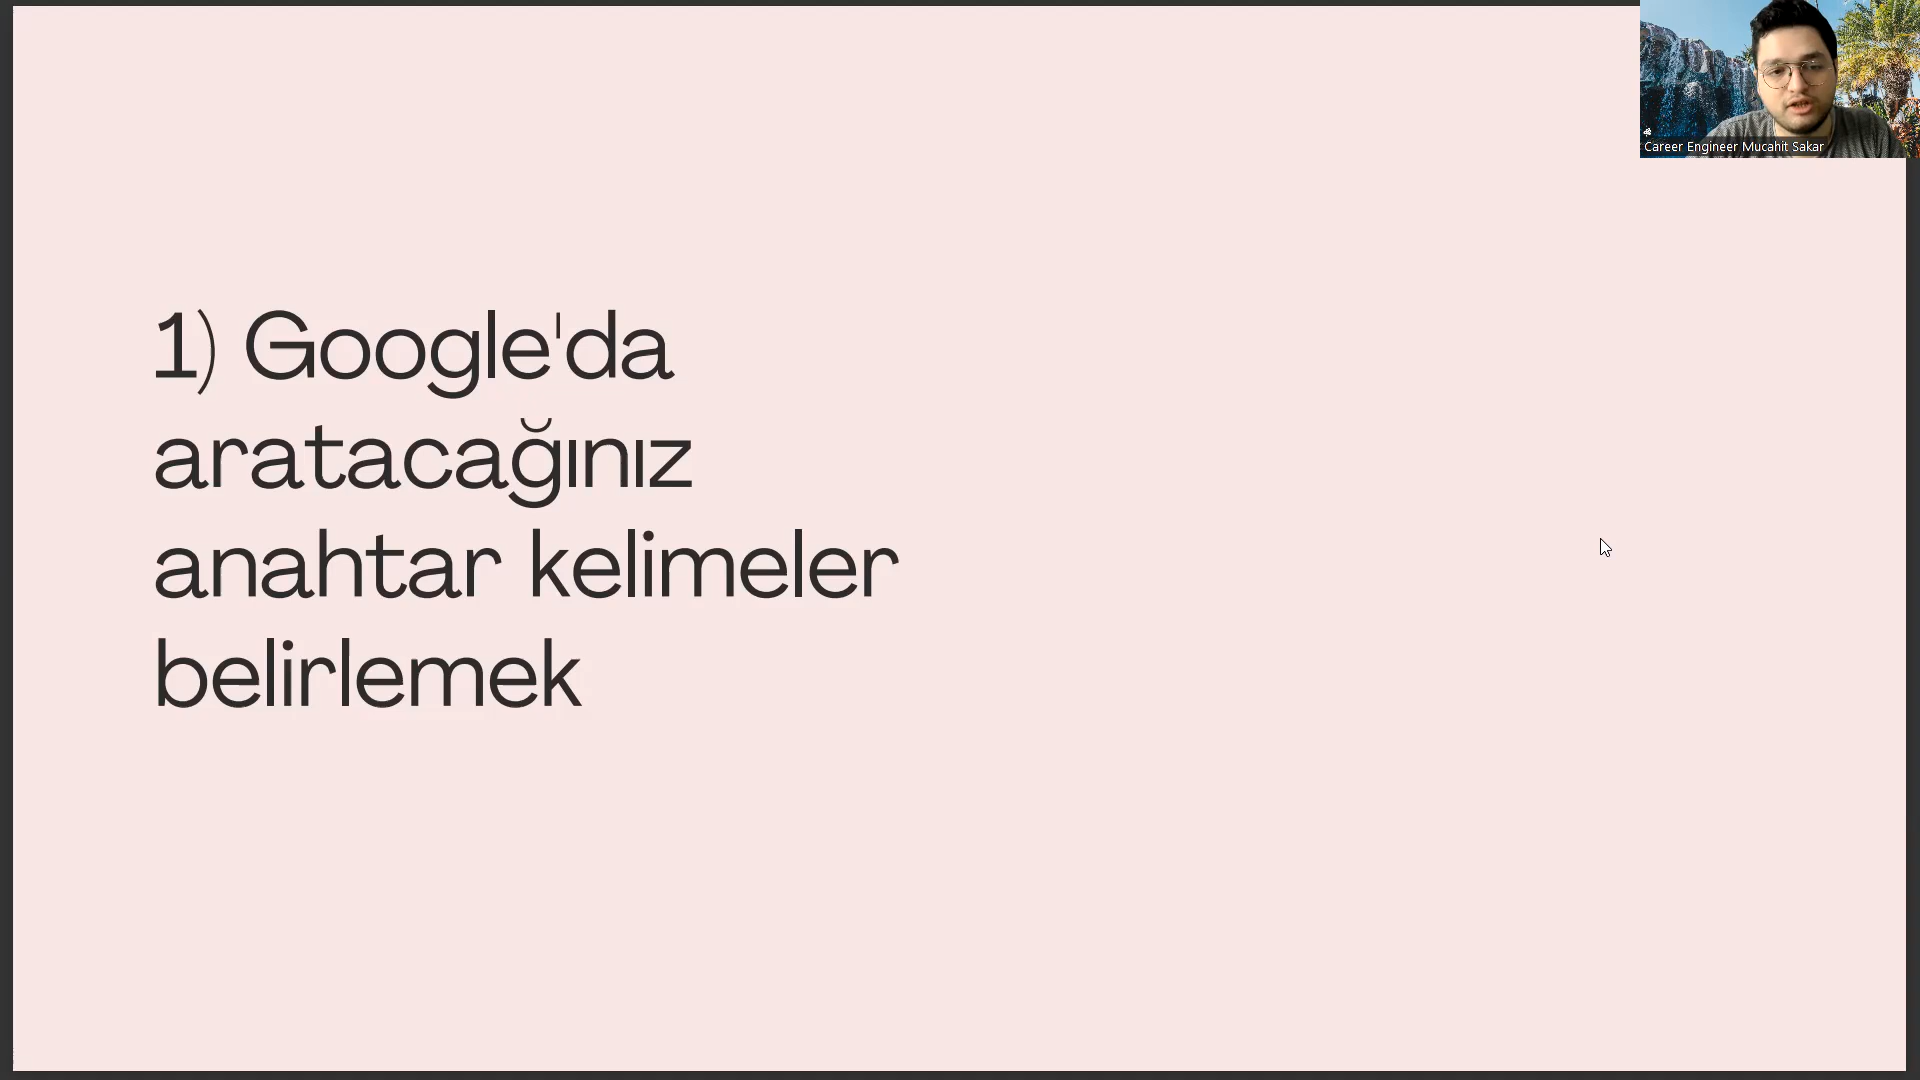 1) Google'da
aratacağınız
anahtar kelimeler
belirlemek
Career Engineer Mucahit Sakar